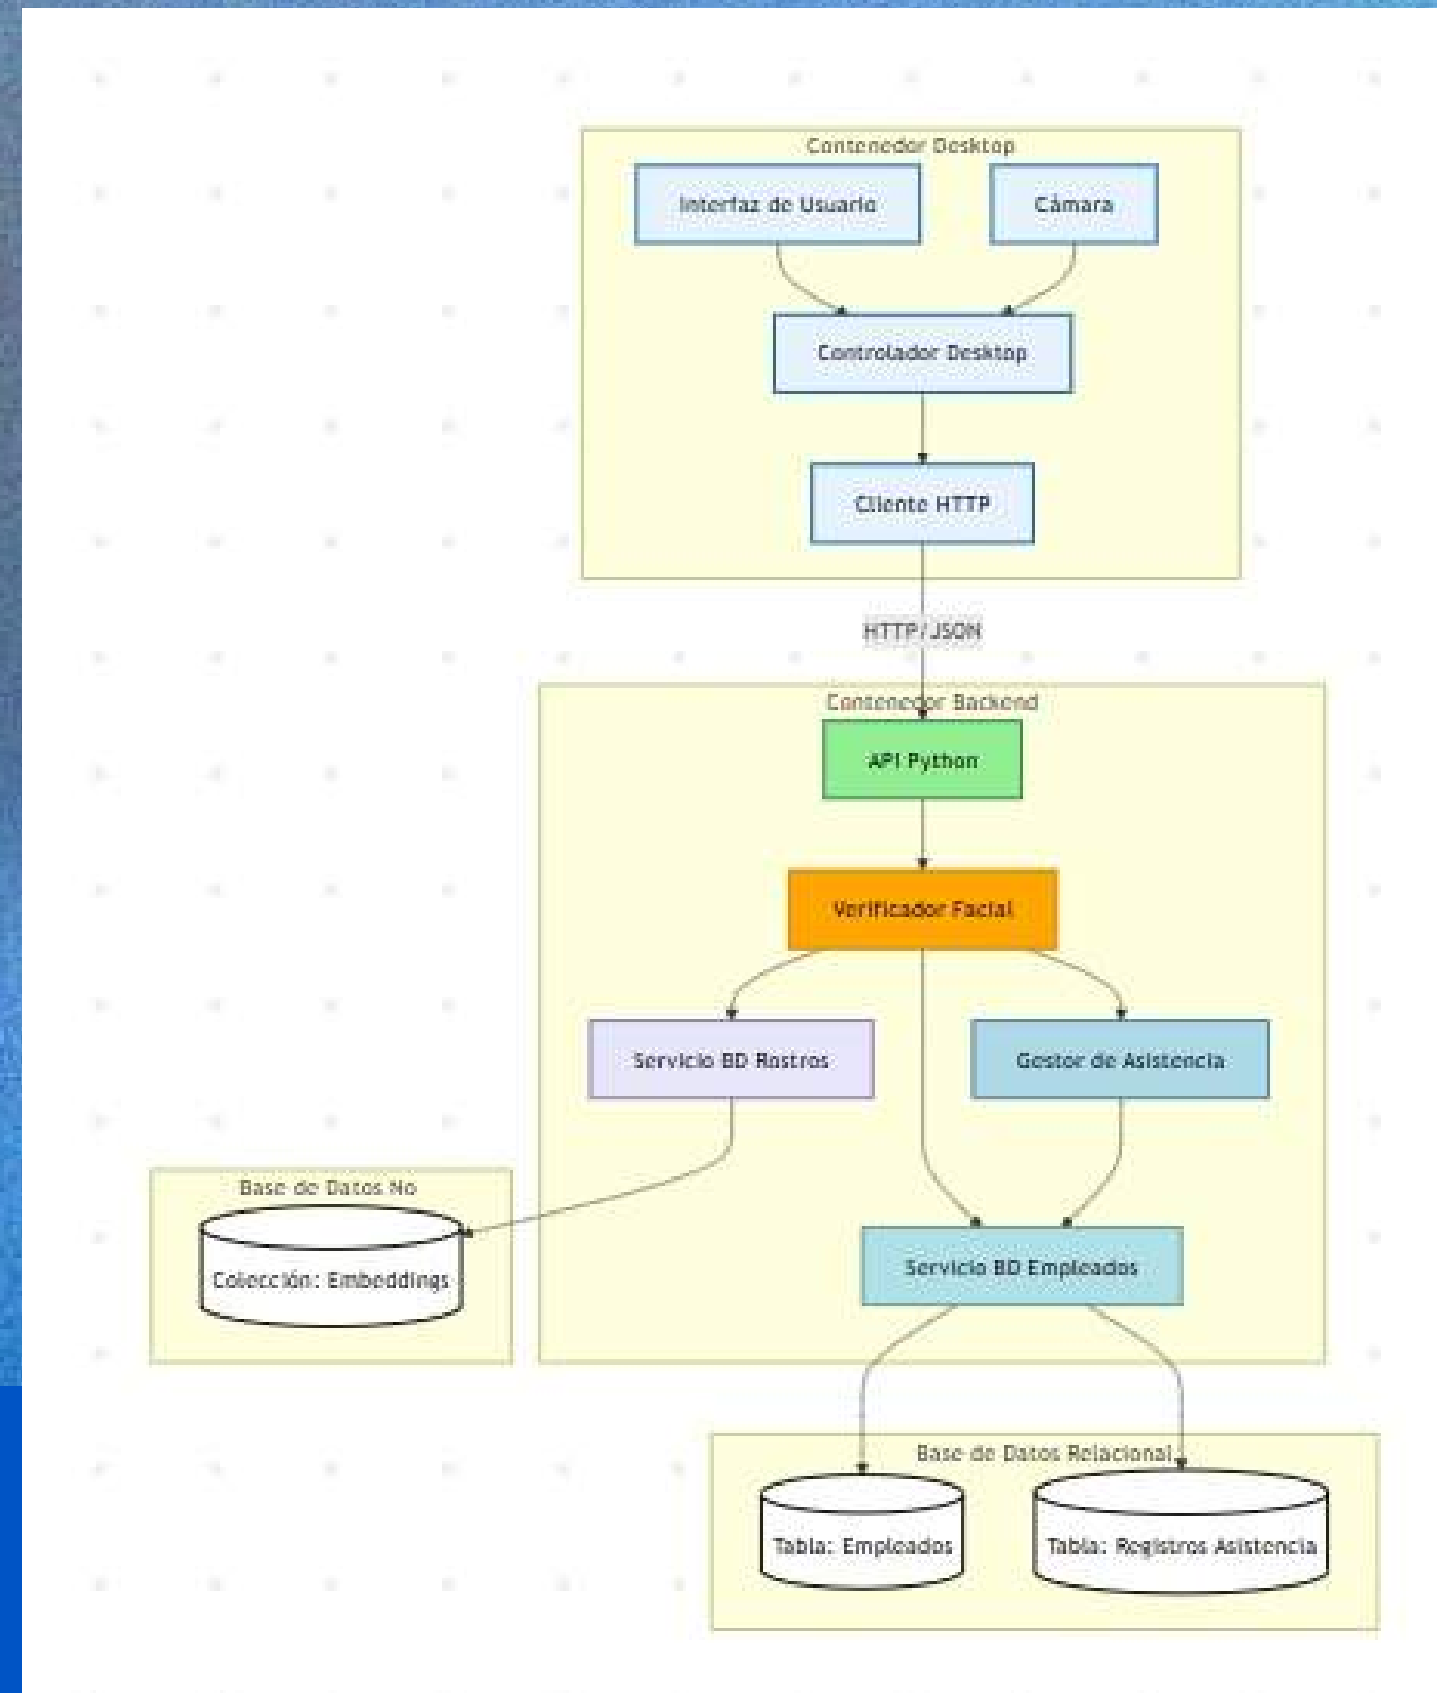 Contenedor Desktop
Interfaz de Usuario
Cámara
Controlador Desktop
Cliente HTTP
HTTP/JSON
Contenedor Backend
API Python
Verificador Facial
Servicio BD Rostros
Gestor de Asistencia
Base de Datos No
Colección: Embeddings
Servicio BD Empleados
Base de Datos Relacional
Tabla: Empleados
Tabla: Registros Asistencia